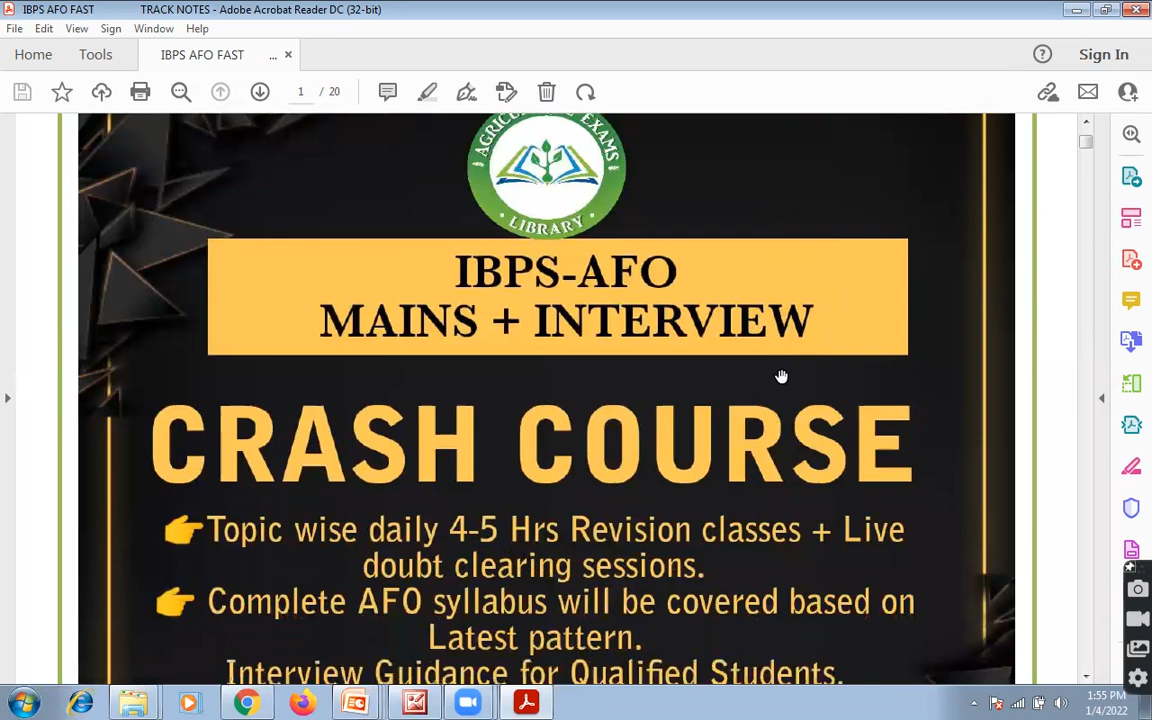 IBPS AFO FAST TRACK NOTES - Adobe Acrobat Reader DC (32-bit)
File Edit View Sign Window Help
Home Tools IBPS AFO FAST ... × Sign In
1 / 20
AGRICULTURAL EXAMS
LIBRARY
IBPS-AFO
MAINS + INTERVIEW
CRASH COURSE
Topic wise daily 4-5 Hrs Revision classes + Live
doubt clearing sessions.
Complete AFO syllabus will be covered based on
Latest pattern.
Interview Guidance for Qualified Students.
1:55 PM
1/4/2022